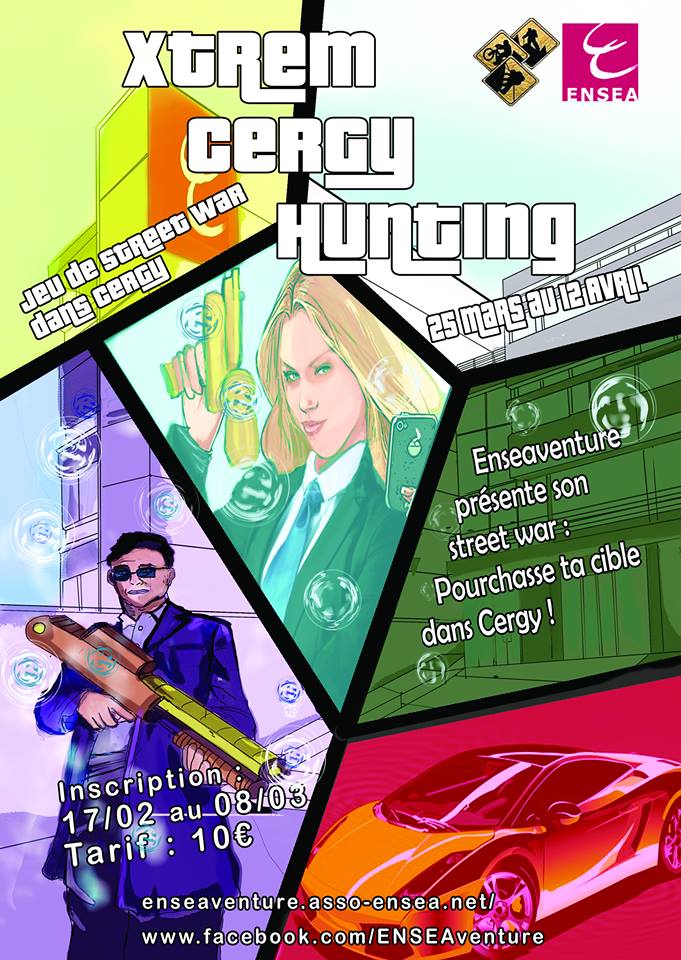 Xtrem
Cergy
Hunting
ENSEA
Jeu de street war
dans Cergy
25 mars au 12 avril
Enseaventure
présente son
street war :
Pourchasse ta cible
dans Cergy !
Inscription :
17/02 au 08/03
Tarif : 10€
enseaventure.asso-ensea.net/
www.facebook.com/ENSEAventure